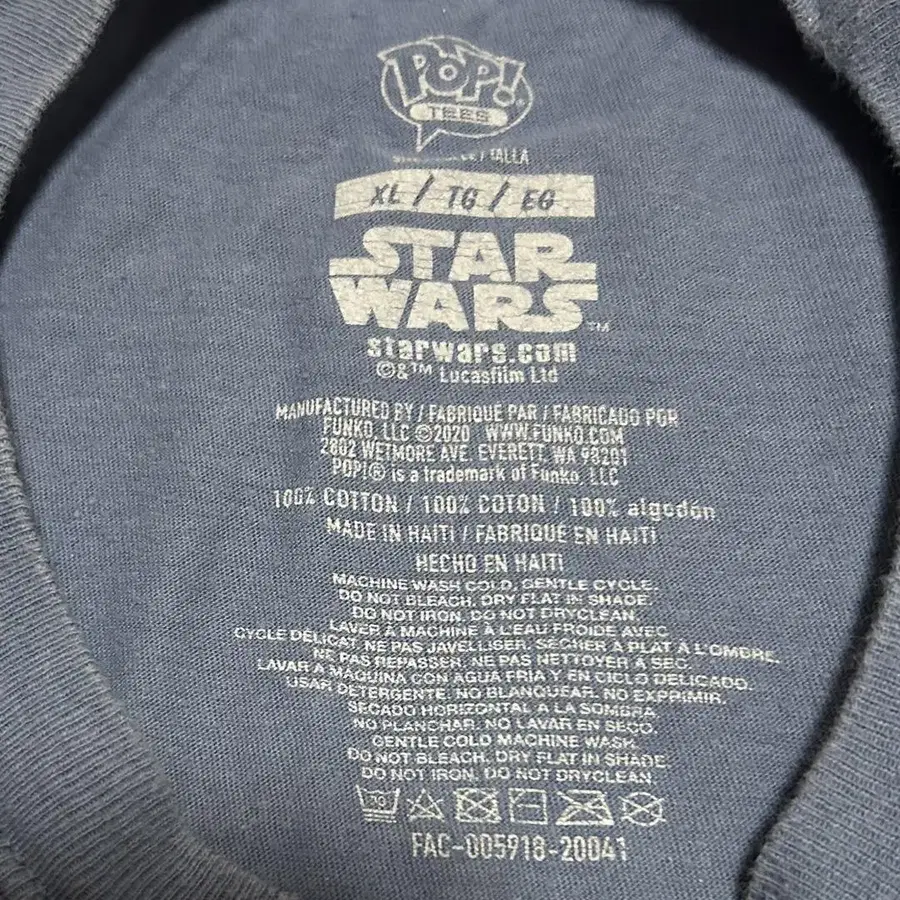 POP!
TEES
TALLA
XL / TG / EG
STAR
WARS™
starwars.com
©&™ Lucasfilm Ltd
MANUFACTURED BY / FABRIQUÉ PAR / FABRICADO POR
FUNKO, LLC ©2020 WWW.FUNKO.COM
2802 WETMORE AVE. EVERETT, WA 98201
POP!® is a trademark of Funko, LLC
100% COTTON / 100% COTON / 100% algodón
MADE IN HAITI / FABRIQUÉ EN HAITI
HECHO EN HAITI
MACHINE WASH COLD, GENTLE CYCLE.
DO NOT BLEACH. DRY FLAT IN SHADE.
DO NOT IRON. DO NOT DRYCLEAN.
LAVER À MACHINE À L'EAU FROIDE AVEC
CYCLE DÉLICAT. NE PAS JAVELLISER. SÉCHER À PLAT À L'OMBRE.
NE PAS REPASSER. NE PAS NETTOYER À SEC.
LAVAR A MÁQUINA CON AGUA FRIA Y EN CICLO DELICADO.
USAR DETERGENTE. NO BLANQUEAR. NO EXPRIMIR.
SECADO HORIZONTAL A LA SOMBRA.
NO PLANCHAR. NO LAVAR EN SECO.
GENTLE COLD MACHINE WASH.
DO NOT BLEACH. DRY FLAT IN SHADE
DO NOT IRON. DO NOT DRYCLEAN.
30
FAC-005918-20041